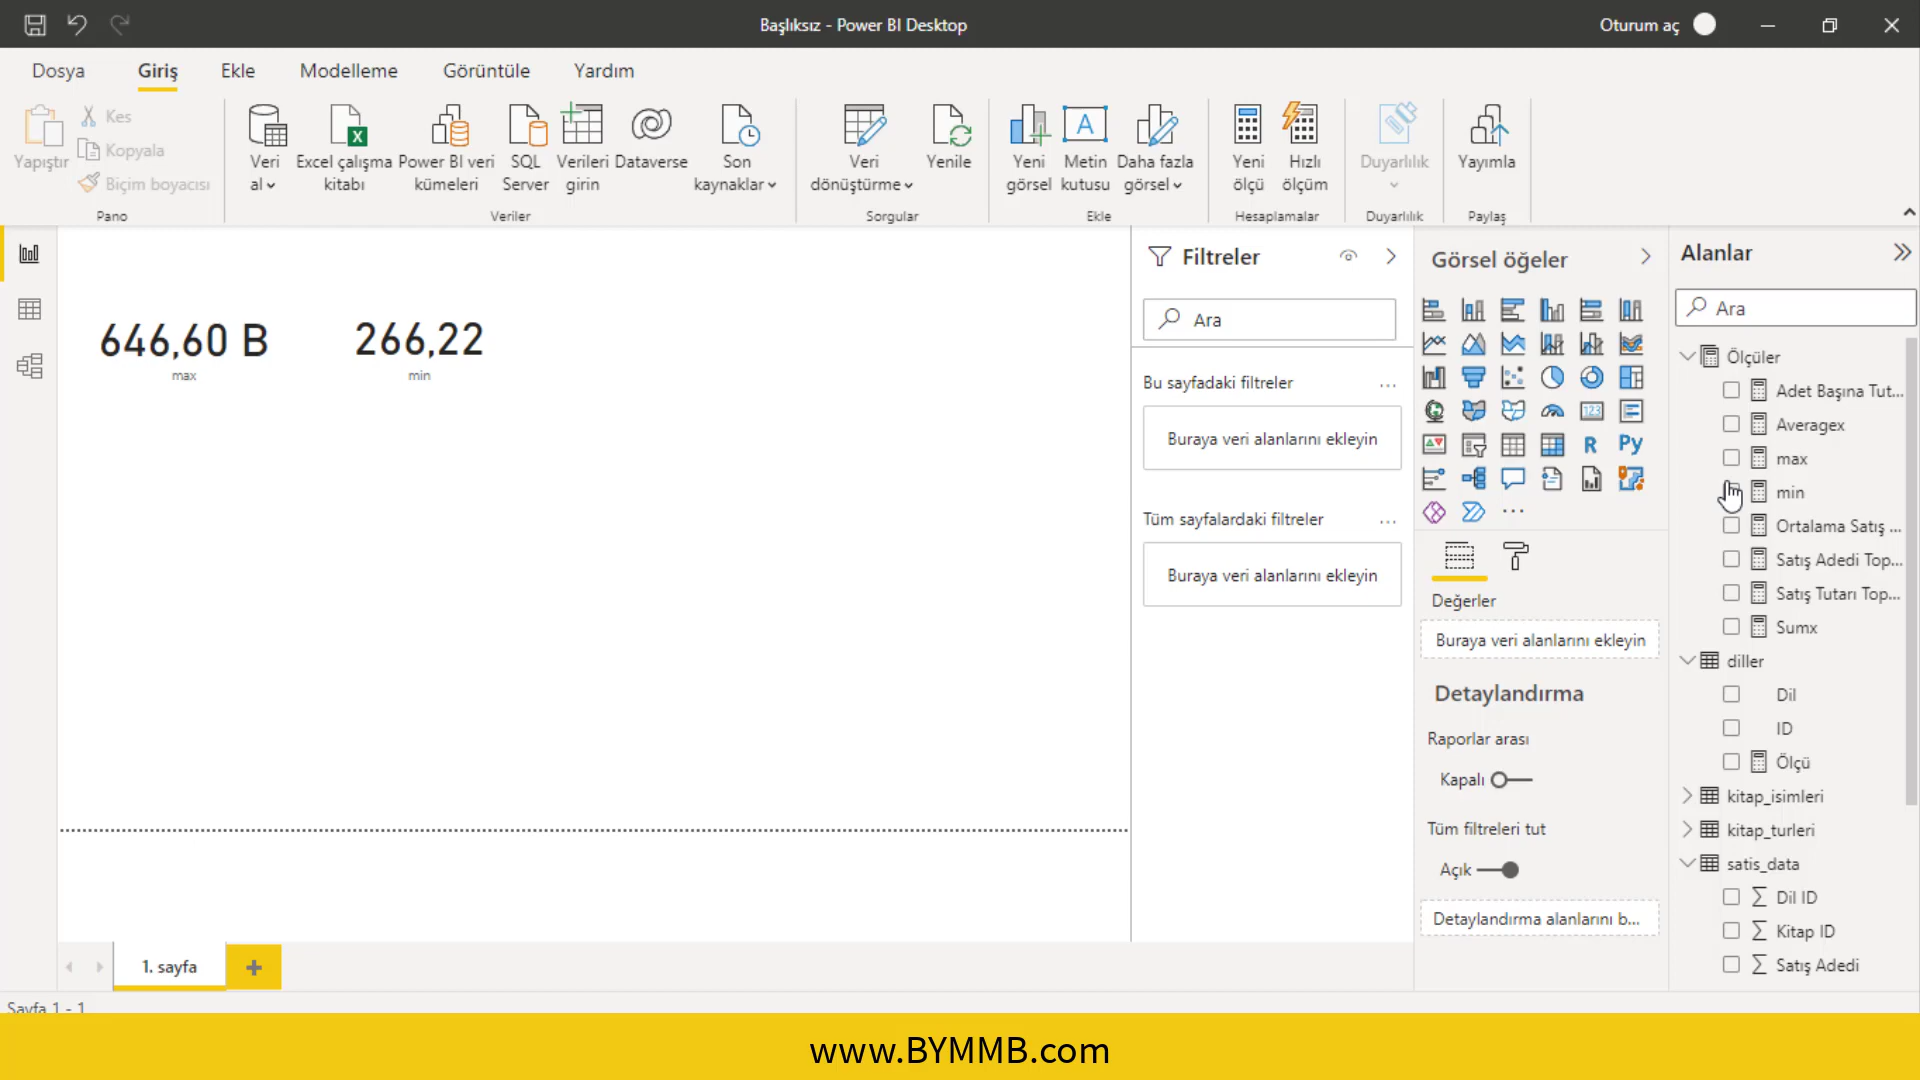 Başlıksız - Power BI Desktop
Oturum aç
Dosya
Giriş
Ekle
Modelleme
Görüntüle
Yardım
Yapıştır
Kes
Kopyala
Biçim boyacısı
Pano
Veri
al
Excel çalışma
kitabı
Power BI veri
kümeleri
SQL
Server
Verileri
girin
Dataverse
Son
kaynaklar
Veriler
Veri
dönüştürme
Yenile
Sorgular
Yeni
görsel
A
Metin
kutusu
Daha fazla
görsel
Ekle
Yeni
ölçü
Hızlı
ölçüm
Hesaplamalar
Duyarlılık
Duyarlılık
Yayımla
Paylaş
646,60 B
max
266,22
min
Filtreler
Ara
Bu sayfadaki filtreler
...
Buraya veri alanlarını ekleyin
Tüm sayfalardaki filtreler
...
Buraya veri alanlarını ekleyin
Görsel öğeler
123
R
Py
...
Değerler
Buraya veri alanlarını ekleyin
Detaylandırma
Raporlar arası
Kapalı
Tüm filtreleri tut
Açık
Detaylandırma alanlarını b...
Alanlar
Ara
Ölçüler
Adet Başına Tut...
Averagex
max
min
Ortalama Satış ...
Satış Adedi Top...
Satış Tutarı Top...
Sumx
diller
Dil
ID
Ölçü
kitap_isimleri
kitap_turleri
satis_data
∑ Dil ID
∑ Kitap ID
∑ Satış Adedi
1. sayfa
Sayfa 1 - 1
www.BYMMB.com